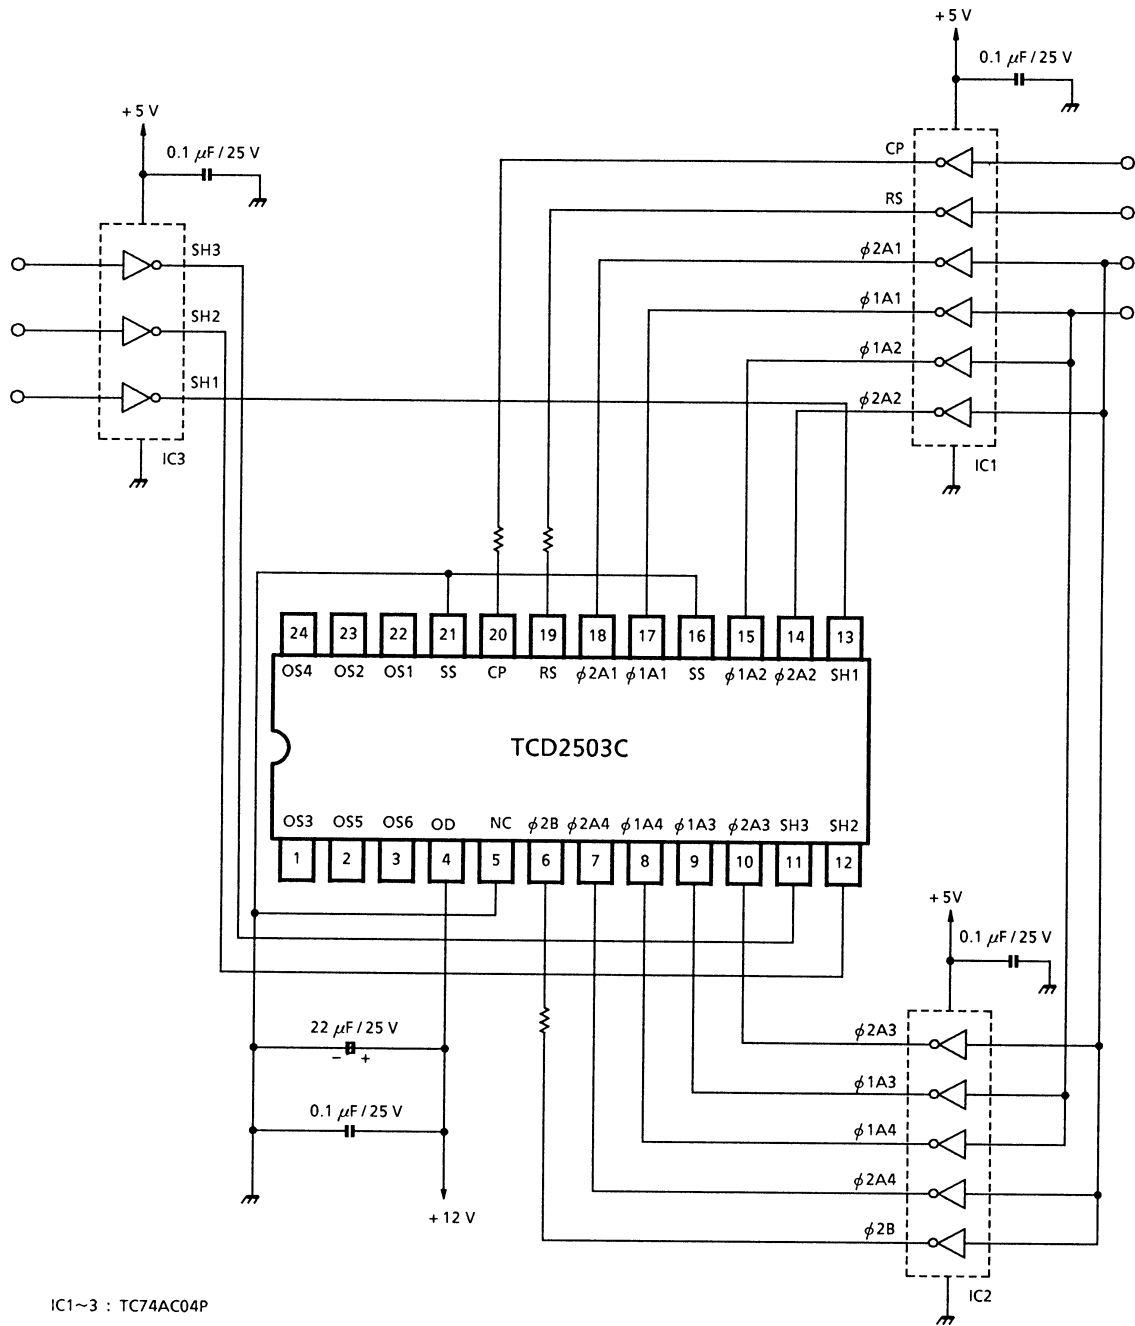 +5 V
0.1 μF/25 V
+5 V
0.1 μF/25 V
CP
RS
SH3
ϕ2A1
ϕ1A1
SH2
ϕ1A2
SH1
ϕ2A2
IC3
IC1
24 23 22 21 20 19 18 17 16 15 14 13
OS4 OS2 OS1 SS CP RS ϕ2A1 ϕ1A1 SS ϕ1A2 ϕ2A2 SH1
TCD2503C
OS3 OS5 OS6 OD NC ϕ2B ϕ2A4 ϕ1A4 ϕ1A3 ϕ2A3 SH3 SH2
1 2 3 4 5 6 7 8 9 10 11 12
+5V
0.1 μF/25 V
22 μF/25 V
− +
ϕ2A3
ϕ1A3
0.1 μF/25 V
ϕ1A4
ϕ2A4
+12 V
ϕ2B
IC2
IC1~3 : TC74AC04P